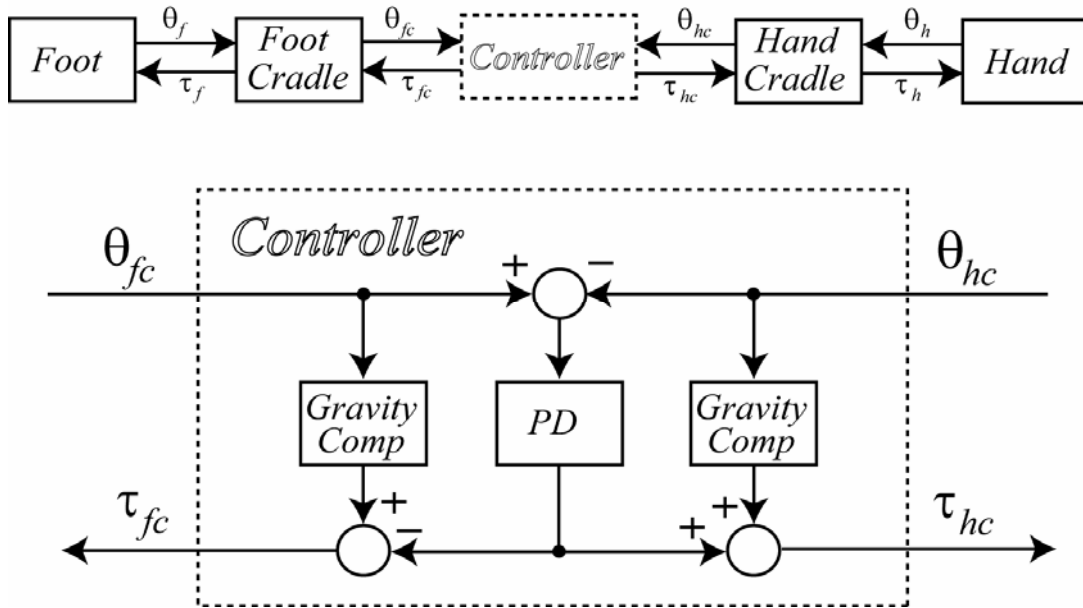 θf θfc θhc θh
Foot Foot Cradle Controller Hand Cradle Hand
τf τfc τhc τh
Controller
θfc + − θhc
Gravity Comp PD Gravity Comp
τfc + − + + τhc